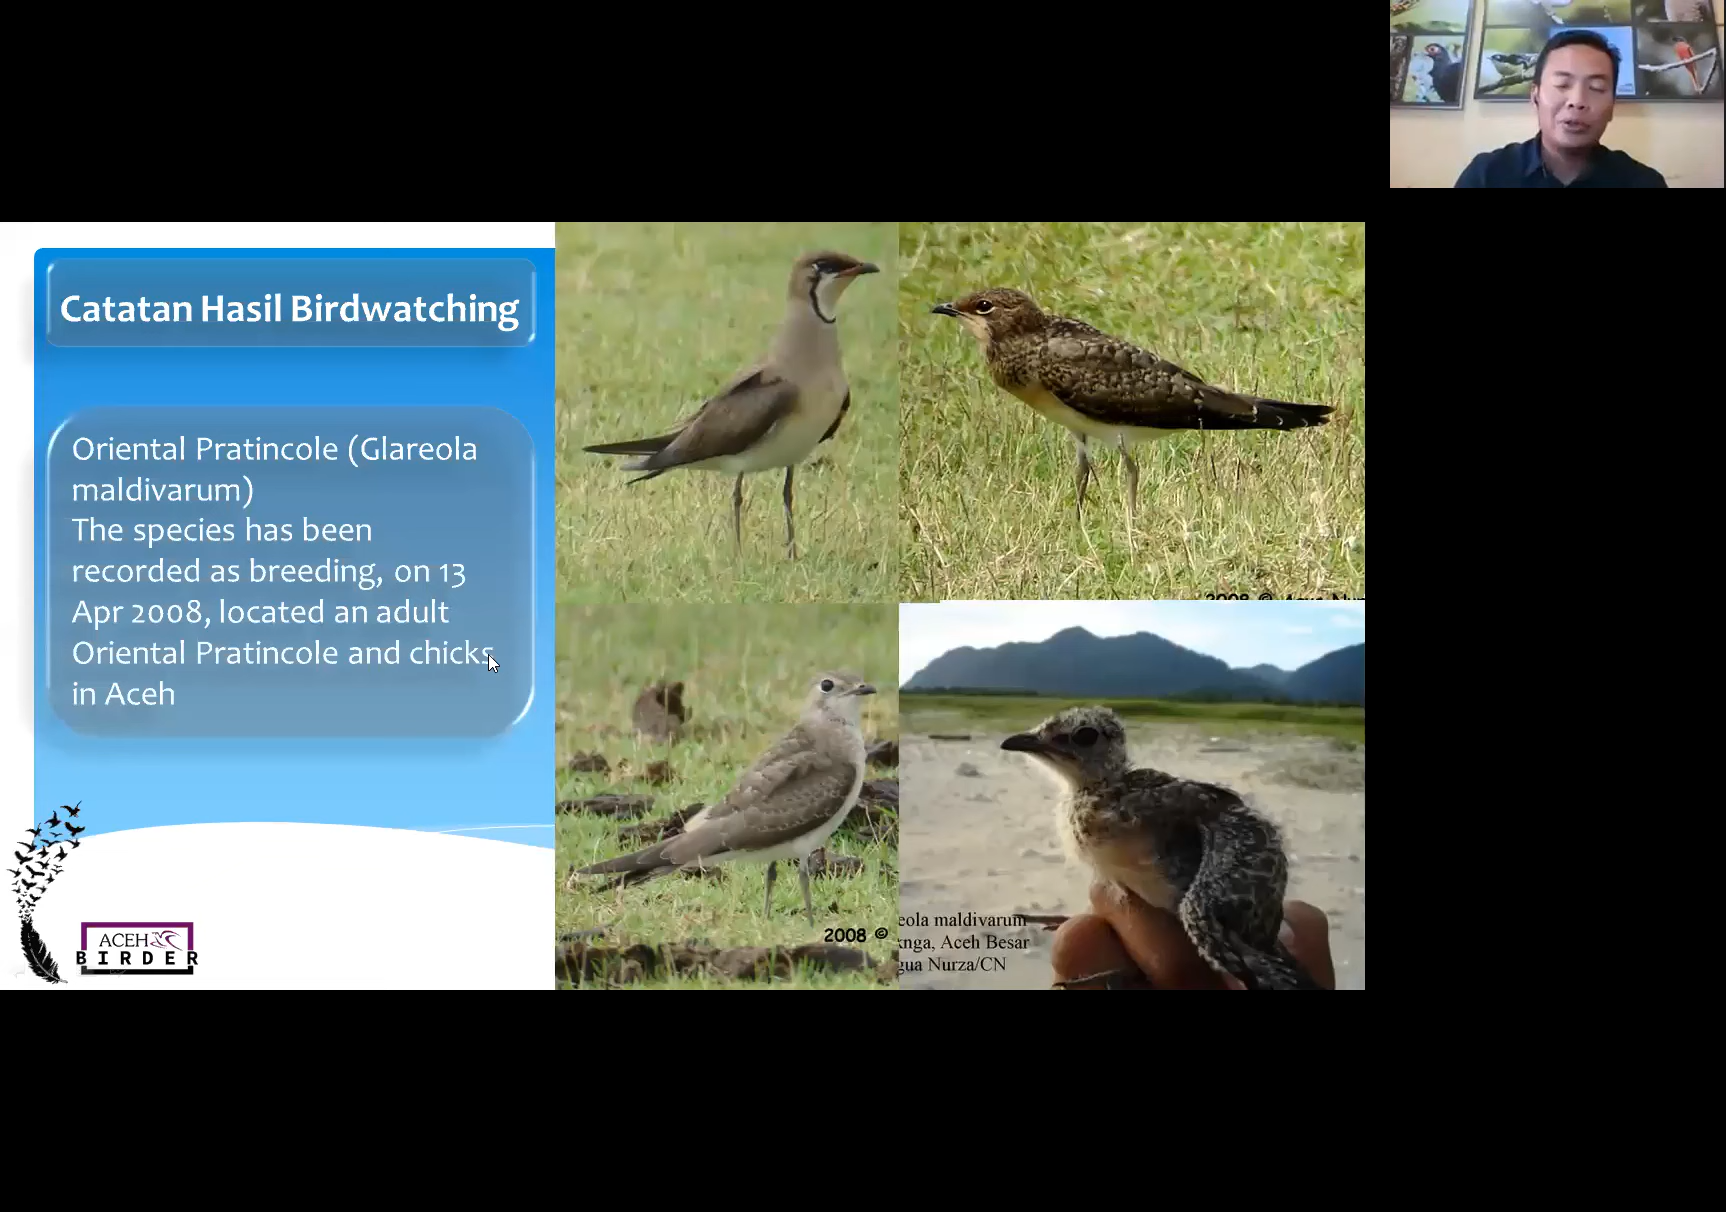 Catatan Hasil Birdwatching
Oriental Pratincole (Glareola
maldivarum)
The species has been
recorded as breeding, on 13
Apr 2008, located an adult
Oriental Pratincole and chicks
in Aceh
ACEH
BIRDER
2008 ©
2008 ©
eola maldivarum
nga, Aceh Besar
gua Nurza/CN